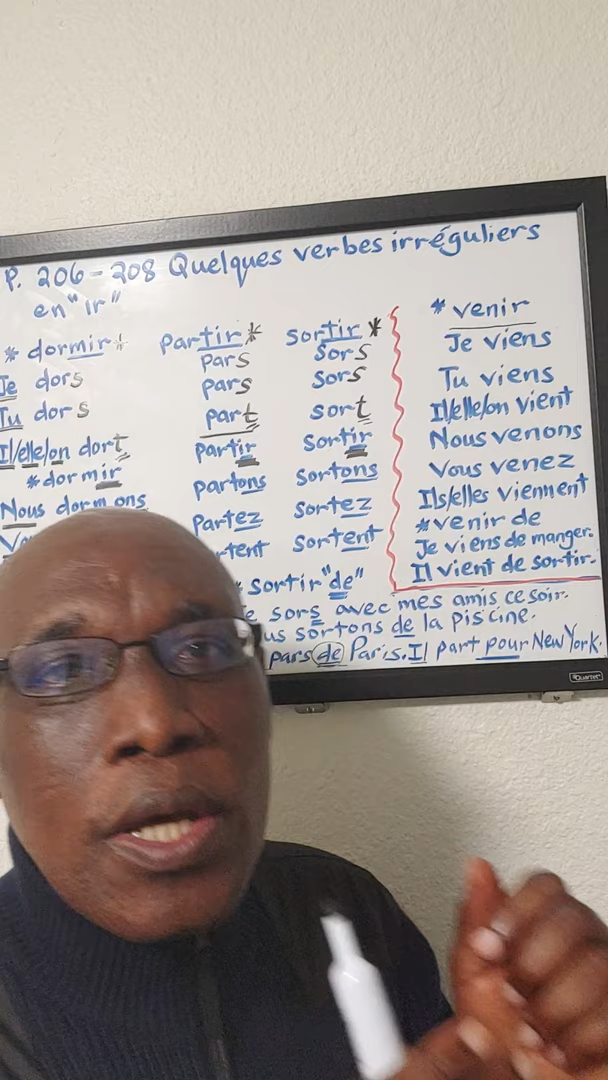 P. 206-208 Quelques verbes irréguliers
en "ir"
* dormir*
Je dors
Tu dors
Il/elle/on dort
*dormir
Nous dorm ons
partir*
pars
pars
part
partir
partons
partez
rtent
sortir *
sors
sors
sort
sortir
sortons
sortez
sortent
* venir
Je viens
Tu viens
Il/elle/on vient
Nous venons
Vous venez
Ils/elles viennent
*venir de
Je viens de manger.
Il vient de sortir.
* sortir "de"
e sors avec mes amis ce soir.
us sortons de la piscine.
pars de Paris. Il part pour New York.
Quartet